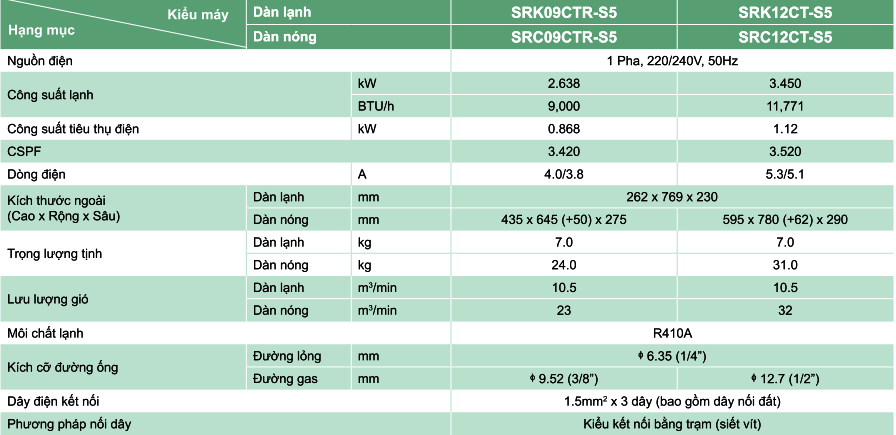 Kiểu máy Dàn lạnh SRK09CTR-S5 SRK12CT-S5
Hạng mục Dàn nóng SRC09CTR-S5 SRC12CT-S5
Nguồn điện 1 Pha, 220/240V, 50Hz
Công suất lạnh kW 2.638 3.450
BTU/h 9,000 11,771
Công suất tiêu thụ điện kW 0.868 1.12
CSPF 3.420 3.520
Dòng điện A 4.0/3.8 5.3/5.1
Kích thước ngoài
(Cao x Rộng x Sâu)
Dàn lạnh mm 262 x 769 x 230
Dàn nóng mm 435 x 645 (+50) x 275 595 x 780 (+62) x 290
Trọng lượng tịnh Dàn lạnh kg 7.0 7.0
Dàn nóng kg 24.0 31.0
Lưu lượng gió Dàn lạnh m³/min 10.5 10.5
Dàn nóng m³/min 23 32
Môi chất lạnh R410A
Kích cỡ đường ống Đường lỏng mm ϕ 6.35 (1/4”)
Đường gas mm ϕ 9.52 (3/8”) ϕ 12.7 (1/2”)
Dây điện kết nối 1.5mm² x 3 dây (bao gồm dây nối đất)
Phương pháp nối dây Kiểu kết nối bằng trạm (siết vít)